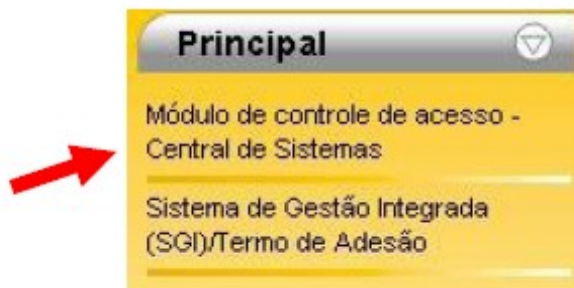 Principal
Módulo de controle de acesso -
Central de Sistemas
Sistema de Gestão Integrada
(SGI)/Termo de Adesão